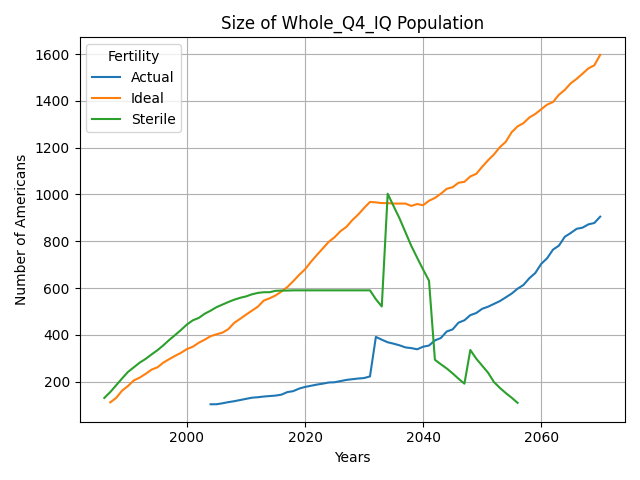 Size of Whole_Q4_IQ Population
Fertility
Actual
Ideal
Sterile
Number of Americans
1600
1400
1200
1000
800
600
400
200
2000
2020
2040
2060
Years